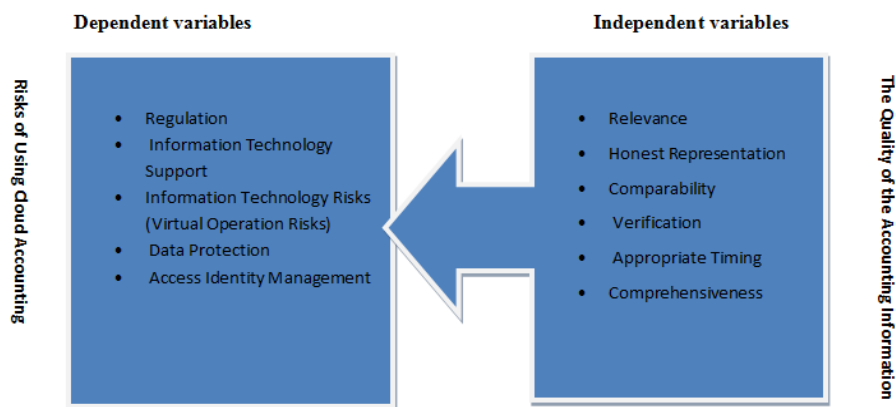 Dependent variables
Independent variables
Risks of Using Cloud Accounting
• Regulation
• Information Technology
Support
• Information Technology Risks
(Virtual Operation Risks)
• Data Protection
• Access Identity Management
• Relevance
• Honest Representation
• Comparability
• Verification
• Appropriate Timing
• Comprehensiveness
The Quality of the Accounting Information